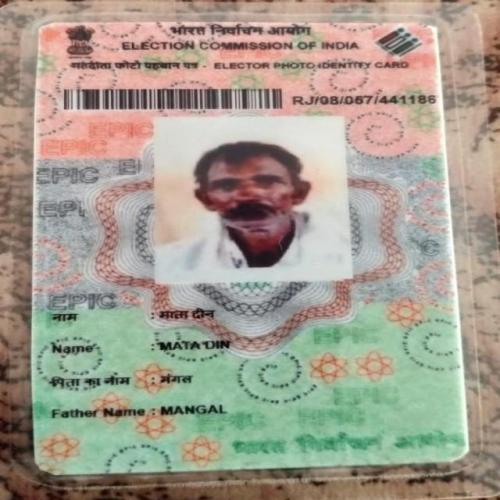 भारत निर्वाचन आयोग
ELECTION COMMISSION OF INDIA
मतदाता फोटो पहचान पत्र - ELECTOR PHOTO IDENTITY CARD
RJ/08/057/441186
EPIC
EPIC
EPIC
EPIC
नाम : माता दीन
Name : MATA DIN
पिता का नाम : मंगल
Father Name : MANGAL
भारत निर्वाचन आयोग